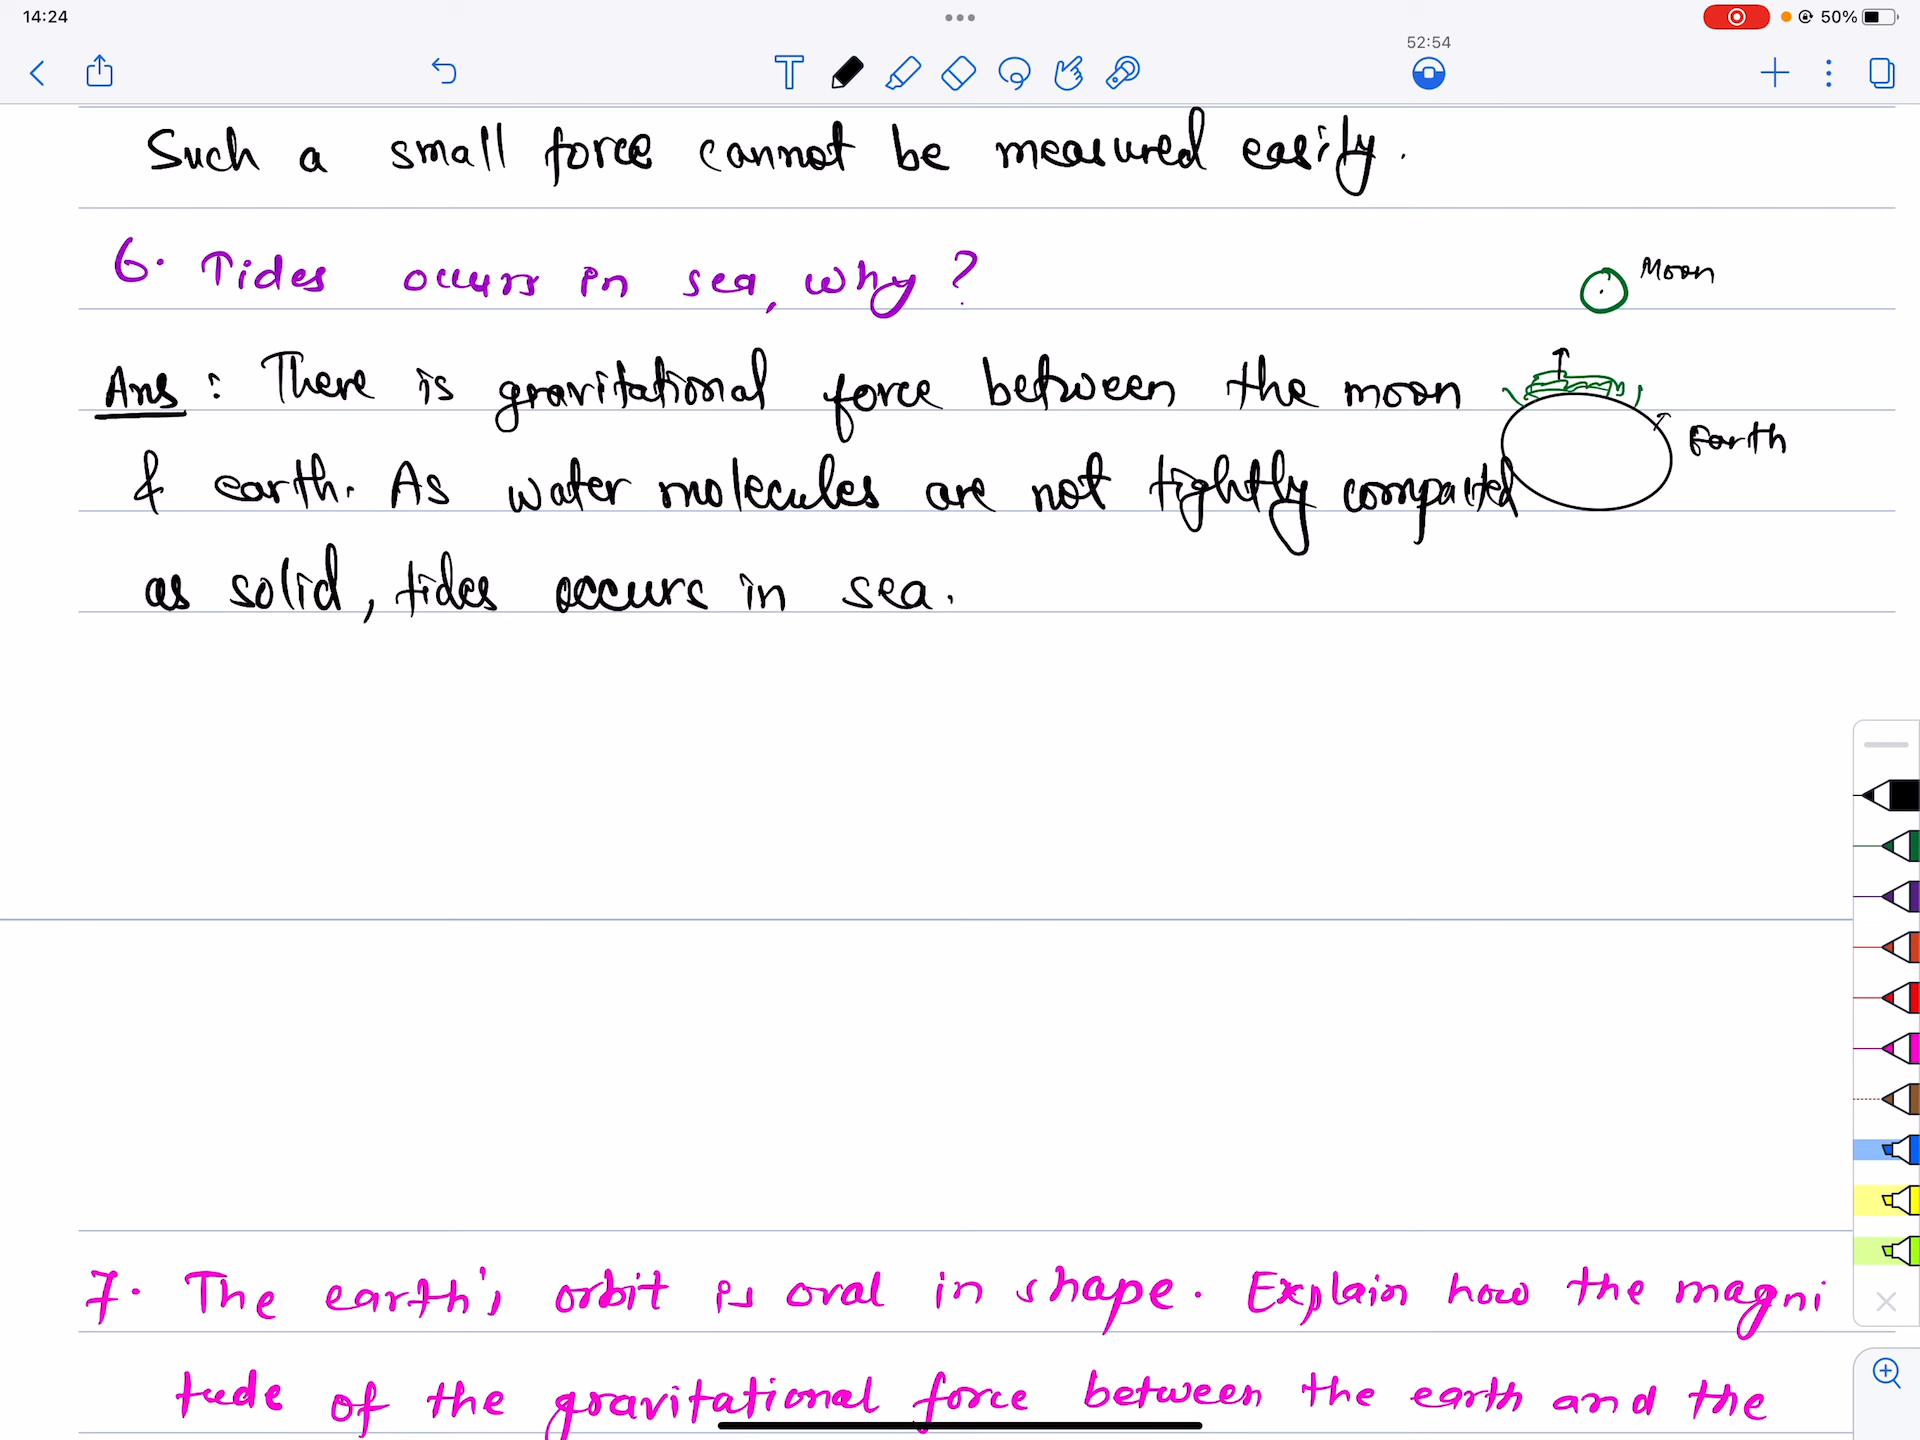 14:24
50%
52:54
Such a small force cannot be measured easily.
6. Tides occurs in sea, why?
Moon
Ans: There is gravitational force between the moon
Earth
& earth. As water molecules are not tightly compacted
as solid, tides occurs in sea.
7. The earth's orbit is oval in shape. Explain how the magni
tude of the gravitational force between the earth and the